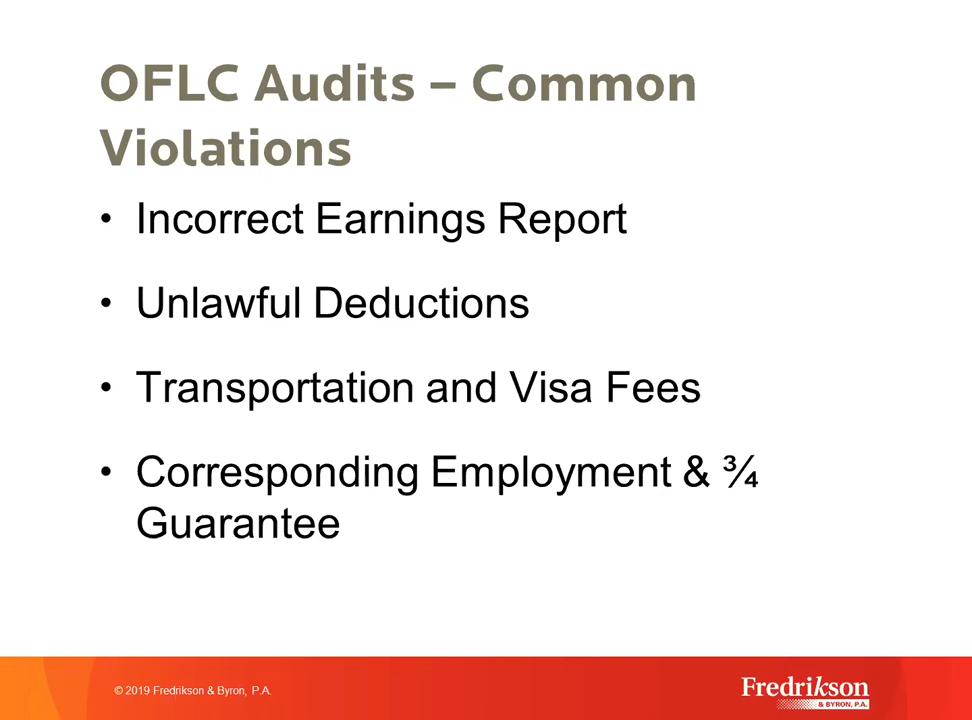 OFLC Audits – Common
Violations
• Incorrect Earnings Report
• Unlawful Deductions
• Transportation and Visa Fees
• Corresponding Employment & ¾
Guarantee
© 2019 Fredrikson & Byron, P.A.
Fredrikson
& BYRON, P.A.